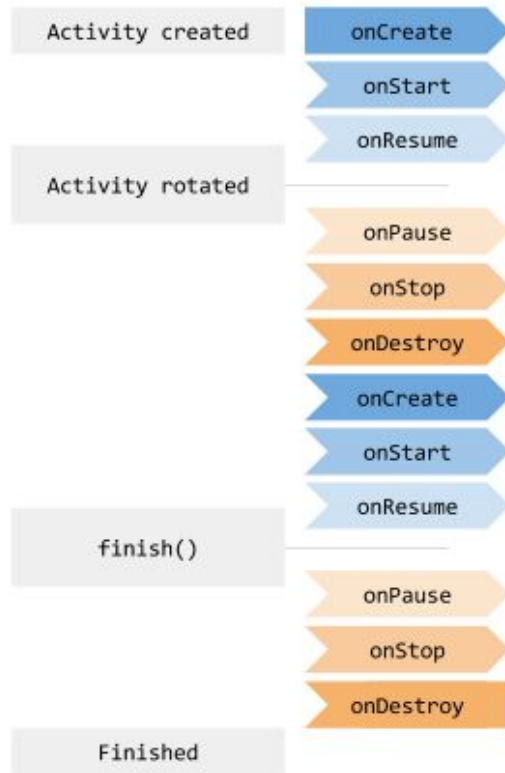 Activity created
onCreate
onStart
onResume
Activity rotated
onPause
onStop
onDestroy
onCreate
onStart
onResume
finish()
onPause
onStop
onDestroy
Finished